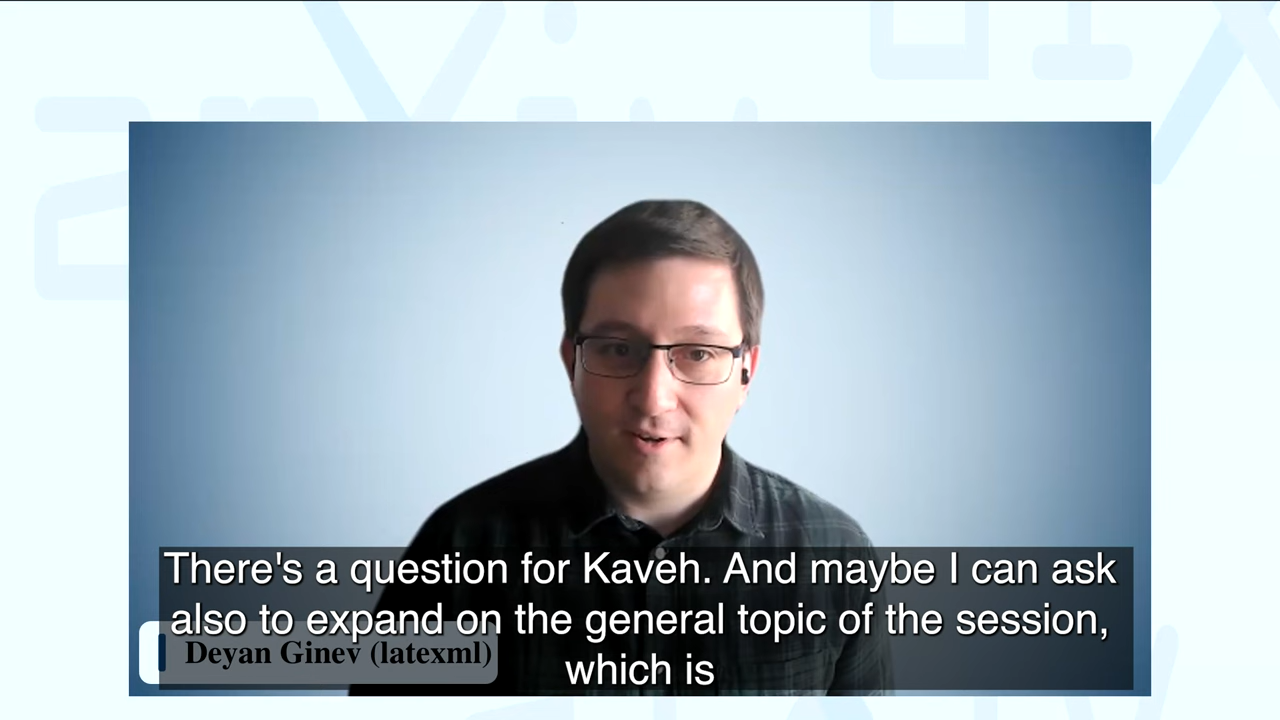 arXiv
There's a question for Kaveh. And maybe I can ask
also to expand on the general topic of the session,
which is
Deyan Ginev (latexml)